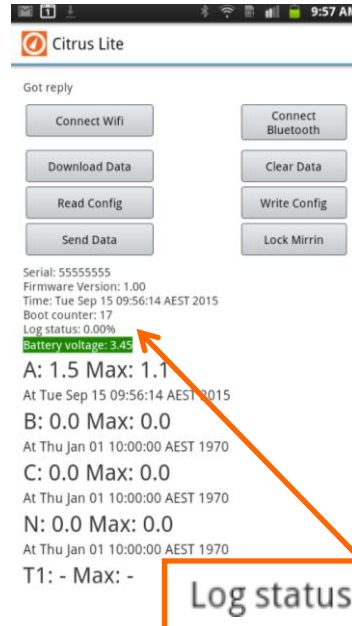 9:57 AM
Citrus Lite
Got reply
Connect Wifi
Connect
Bluetooth
Download Data
Clear Data
Read Config
Write Config
Send Data
Lock Mirrin
Serial: 55555555
Firmware Version: 1.00
Time: Tue Sep 15 09:56:14 AEST 2015
Boot counter: 17
Log status: 0.00%
Battery voltage: 3.45
A: 1.5 Max: 1.1
At Tue Sep 15 09:56:14 AEST 2015
B: 0.0 Max: 0.0
At Thu Jan 01 10:00:00 AEST 1970
C: 0.0 Max: 0.0
At Thu Jan 01 10:00:00 AEST 1970
N: 0.0 Max: 0.0
At Thu Jan 01 10:00:00 AEST 1970
T1: - Max: -
Log status